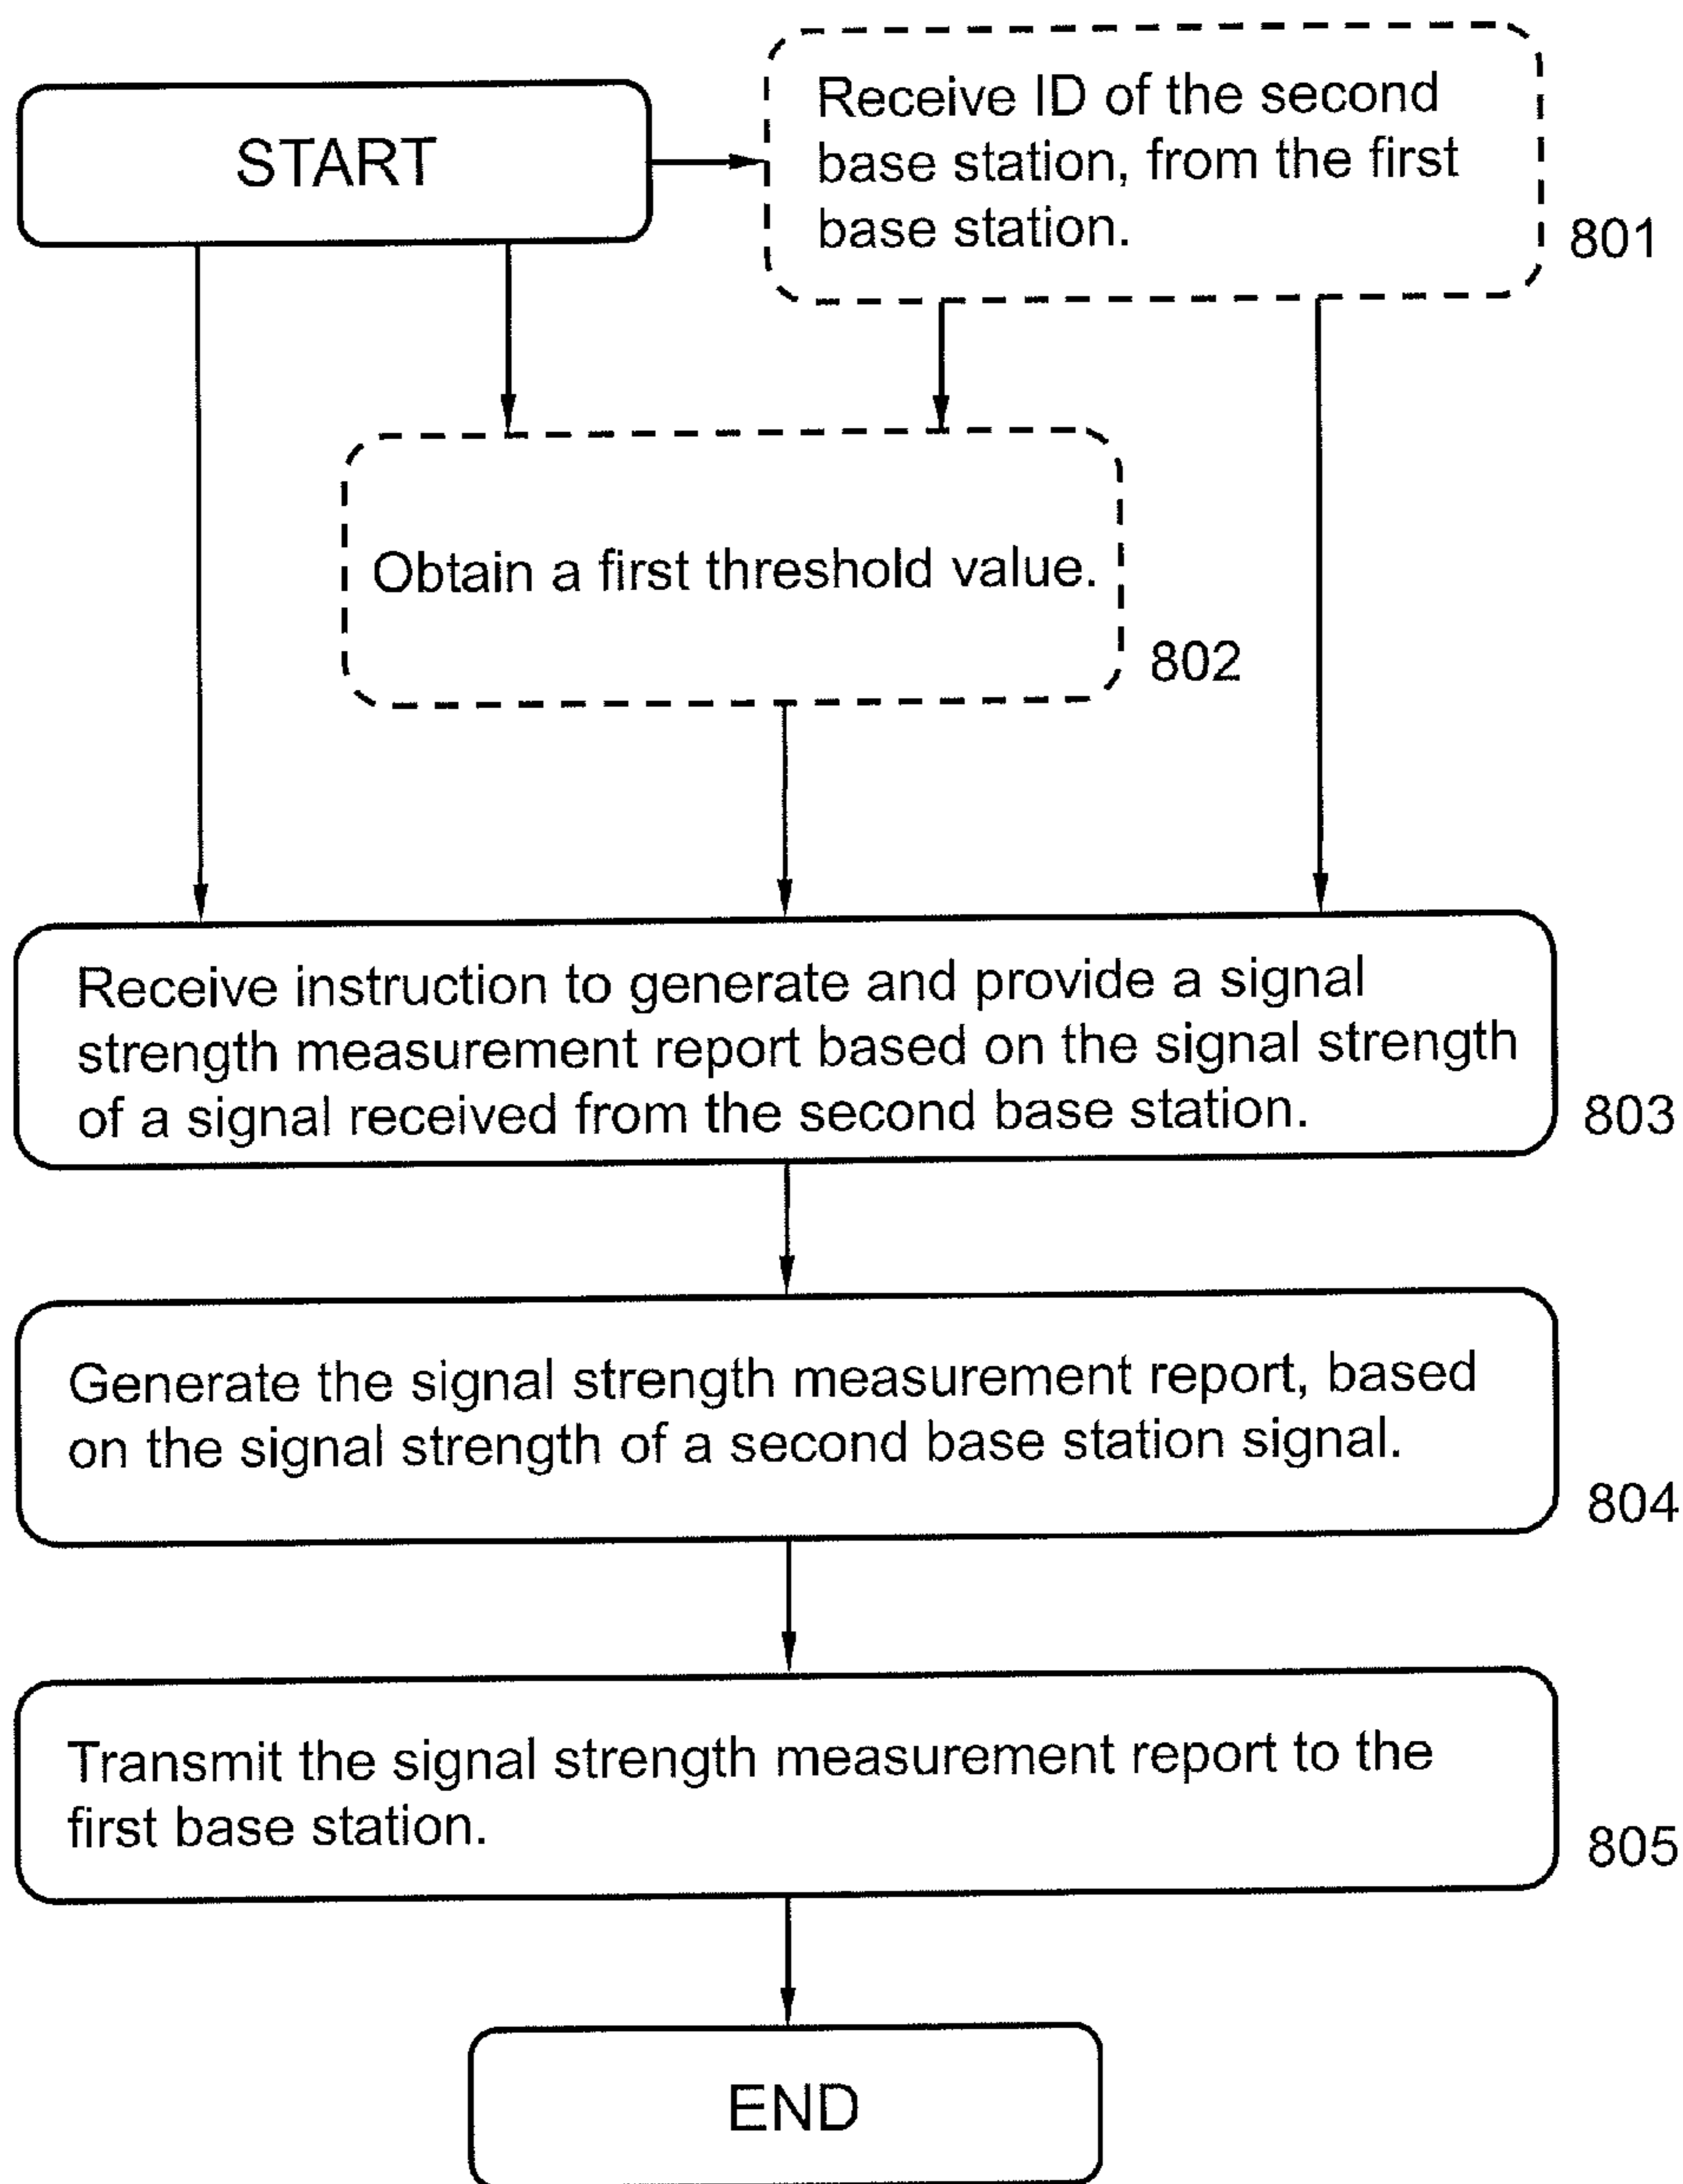 START
Receive ID of the second
base station, from the first
base station.
801
Obtain a first threshold value.
802
Receive instruction to generate and provide a signal
strength measurement report based on the signal strength
of a signal received from the second base station.
803
Generate the signal strength measurement report, based
on the signal strength of a second base station signal.
804
Transmit the signal strength measurement report to the
first base station.
805
END